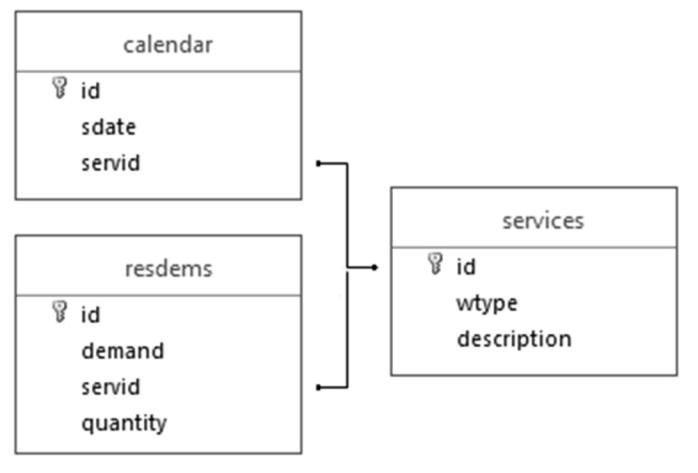 calendar
id
sdate
servid
resdems
id
demand
servid
quantity
services
id
wtype
description